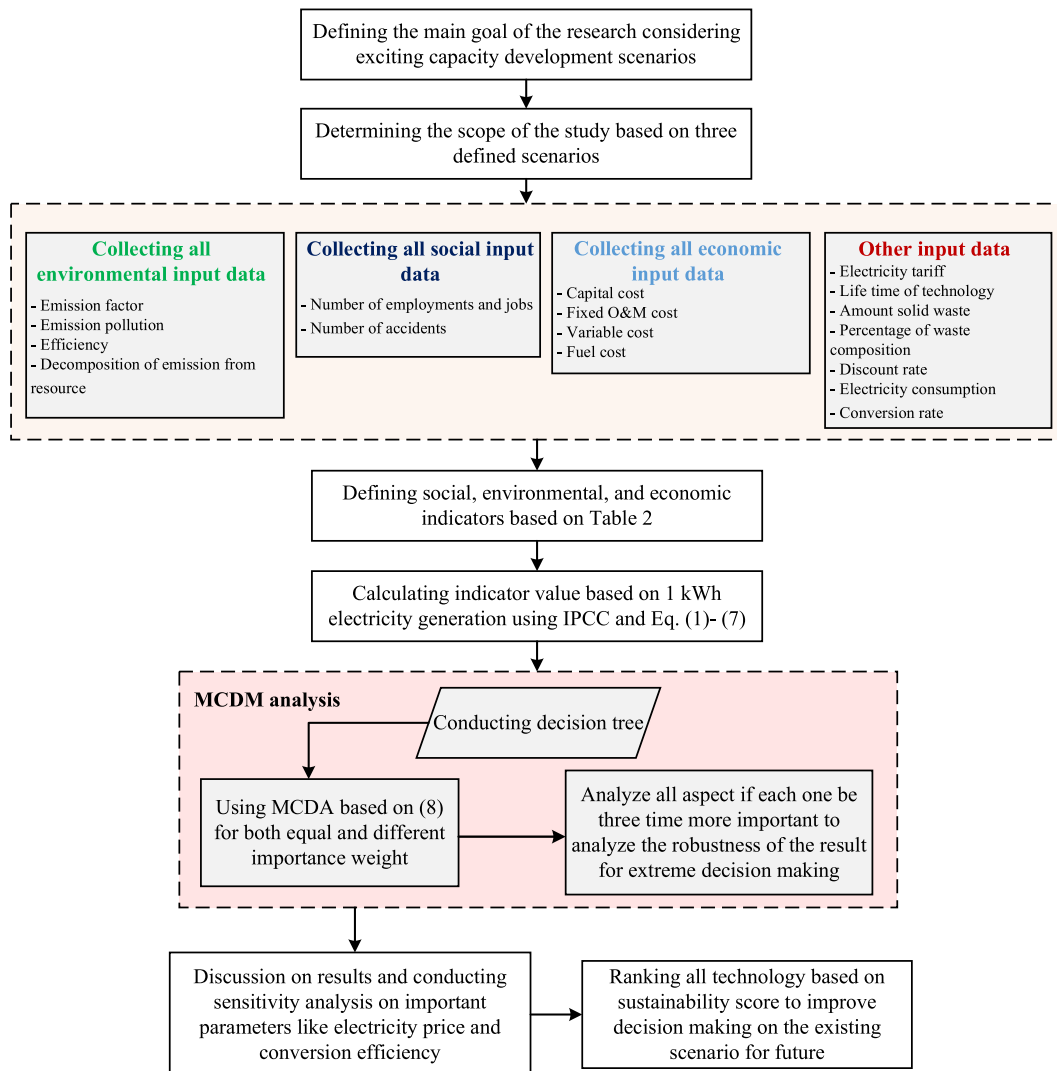 Defining the main goal of the research considering
exciting capacity development scenarios
Determining the scope of the study based on three
defined scenarios
Collecting all
environmental input data
- Emission factor
- Emission pollution
- Efficiency
- Decomposition of emission from
resource
Collecting all social input
data
- Number of employments and jobs
- Number of accidents
Collecting all economic
input data
- Capital cost
- Fixed O&M cost
- Variable cost
- Fuel cost
Other input data
- Electricity tariff
- Life time of technology
- Amount solid waste
- Percentage of waste
composition
- Discount rate
- Electricity consumption
- Conversion rate
Defining social, environmental, and economic
indicators based on Table 2
Calculating indicator value based on 1 kWh
electricity generation using IPCC and Eq. (1)- (7)
MCDM analysis
Conducting decision tree
Using MCDA based on (8)
for both equal and different
importance weight
Analyze all aspect if each one be
three time more important to
analyze the robustness of the result
for extreme decision making
Discussion on results and conducting
sensitivity analysis on important
parameters like electricity price and
conversion efficiency
Ranking all technology based on
sustainability score to improve
decision making on the existing
scenario for future